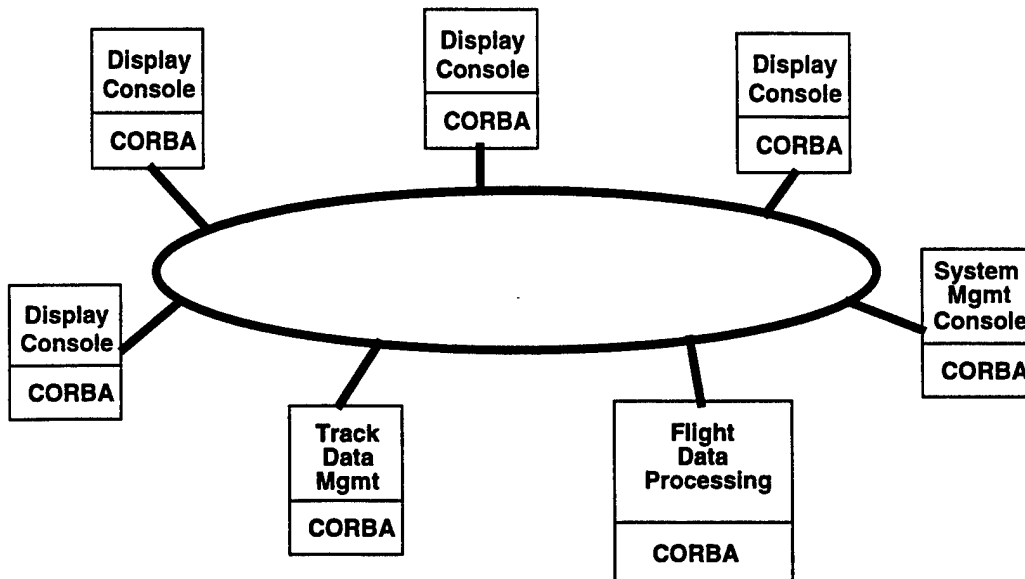 Display
Console
CORBA
Display
Console
CORBA
Display
Console
CORBA
Display
Console
CORBA
System
Mgmt
Console
CORBA
Track
Data
Mgmt
CORBA
Flight
Data
Processing
CORBA